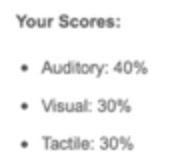 Your Scores:
• Auditory: 40%
• Visual: 30%
• Tactile: 30%